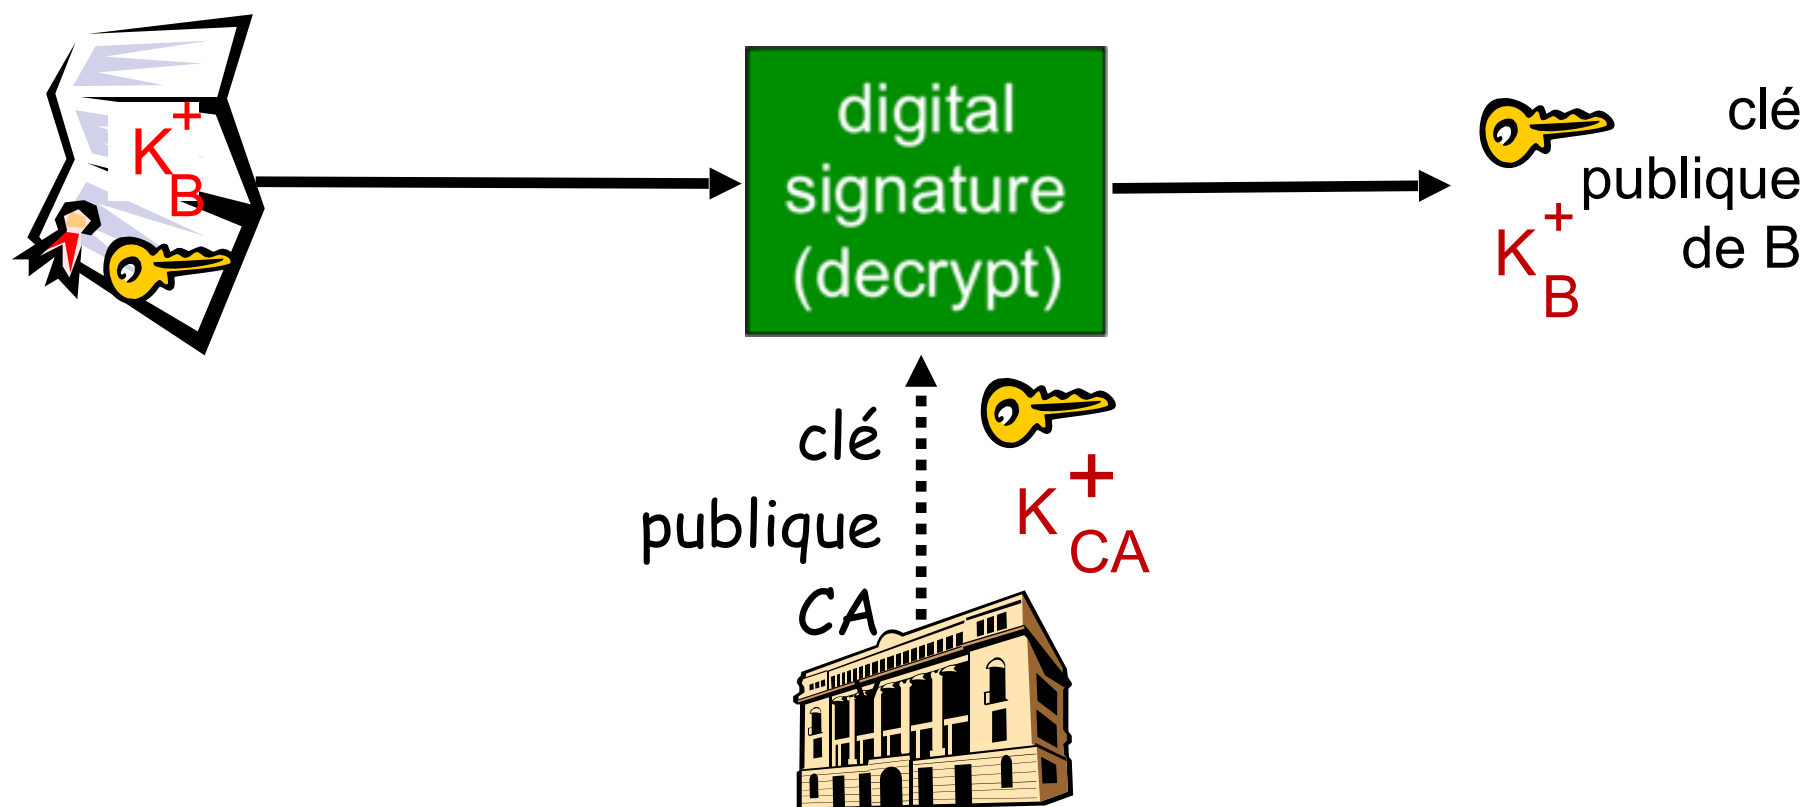 K+B
digital
signature
(decrypt)
clé
publique
de B
K+B
clé
publique
CA
K+CA